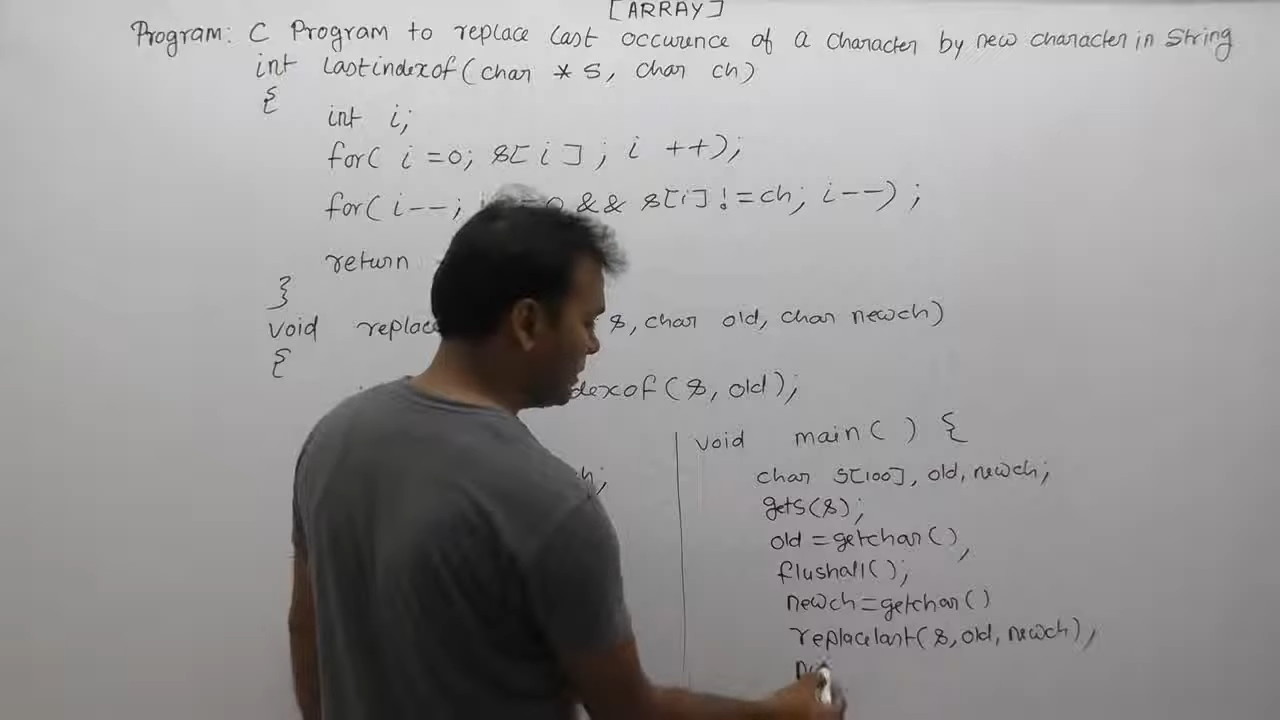 [ARRAY]
Program: C Program to replace last occurence of a character by new character in String
int lastindexof(char *s, char ch)
{
int i;
for( i =0; s[i] ; i ++);
for( i--; && s[i] != ch; i--) ;
return
}
void s, char old, char newch)
{
(s, old);
void main( ) {
char s[100], old, newch;
gets(s);
old = getchar(),
flushall();
newch=getchar()
replacelast(s, old, newch);